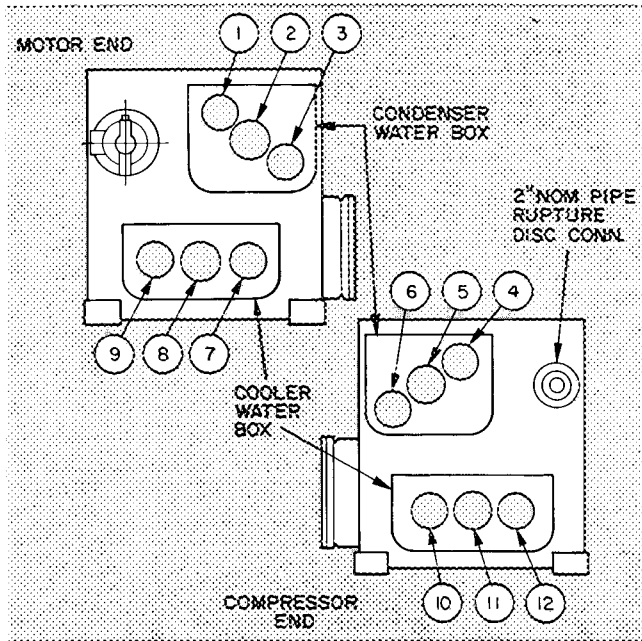 MOTOR END
1 2 3
CONDENSER
WATER BOX
2" NOM PIPE
RUPTURE
DISC CONN.
9 8 7
6 5 4
COOLER
WATER
BOX
COMPRESSOR
END
10 11 12